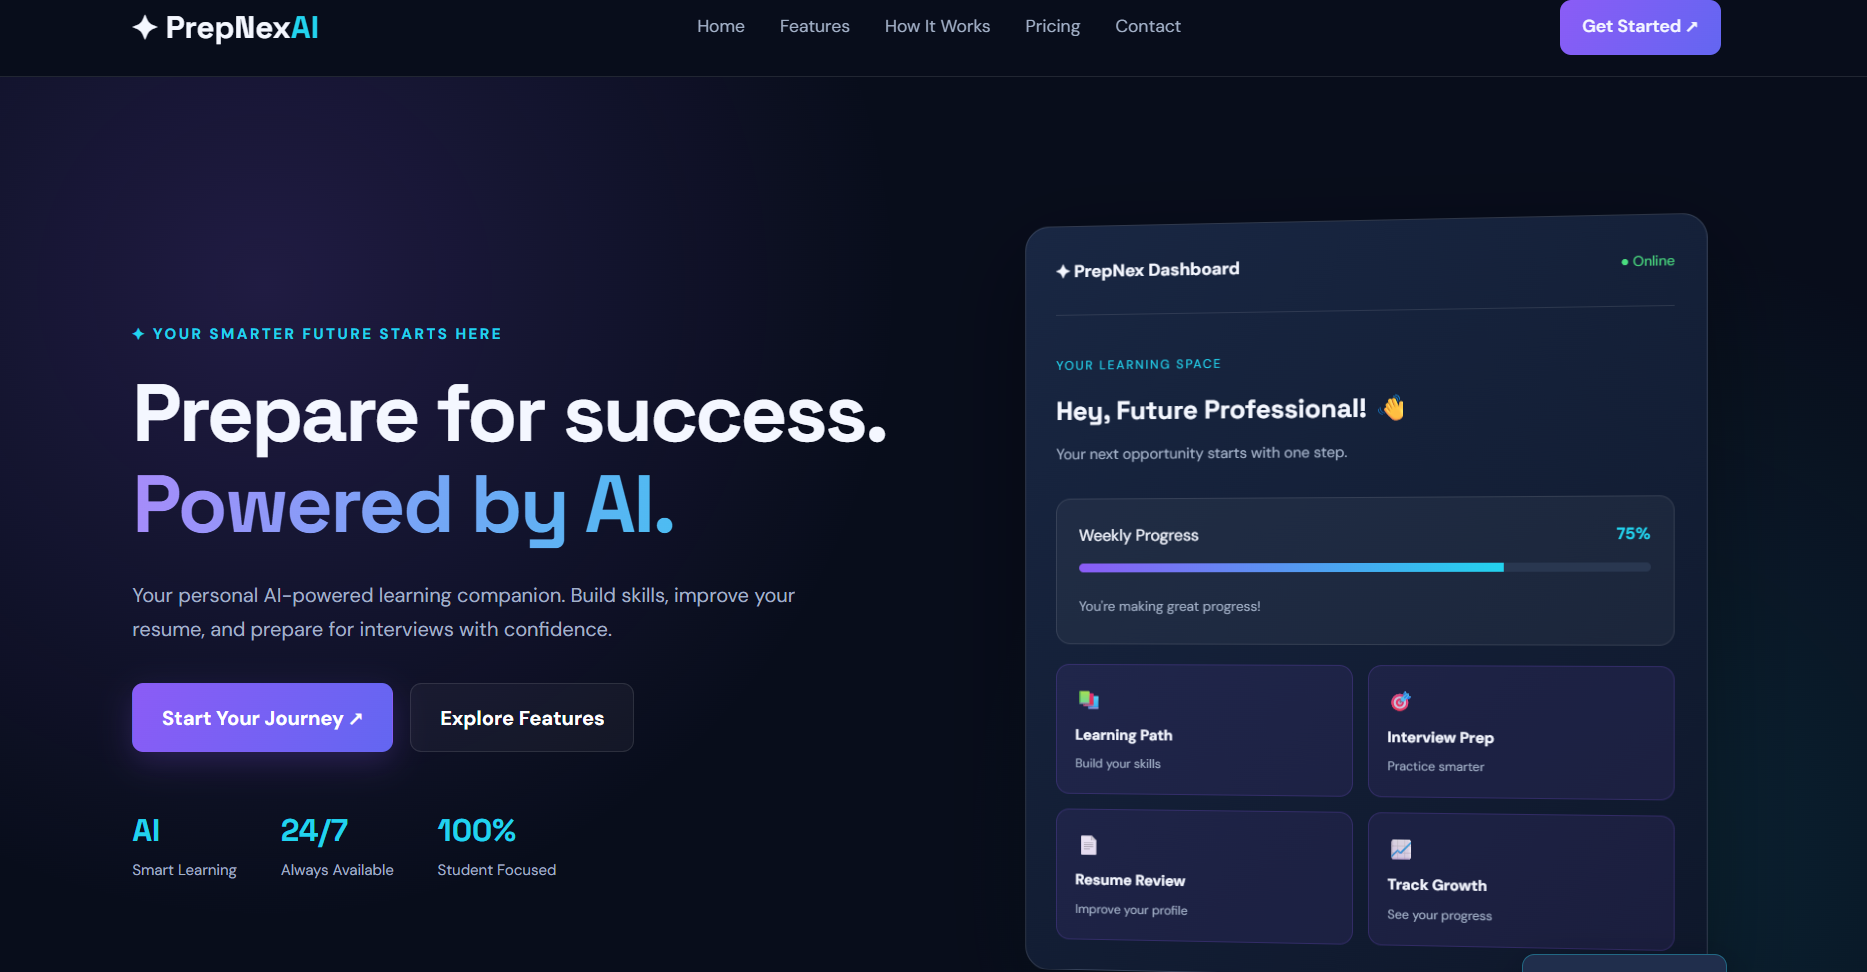 ✦ PrepNexAI
Home Features How It Works Pricing Contact
Get Started ↗
✦ YOUR SMARTER FUTURE STARTS HERE
Prepare for success.
Powered by AI.
Your personal AI-powered learning companion. Build skills, improve your
resume, and prepare for interviews with confidence.
Start Your Journey ↗
Explore Features
AI
Smart Learning
24/7
Always Available
100%
Student Focused
✦ PrepNex Dashboard
● Online
YOUR LEARNING SPACE
Hey, Future Professional! 👋
Your next opportunity starts with one step.
Weekly Progress
75%
You're making great progress!
Learning Path
Build your skills
Interview Prep
Practice smarter
Resume Review
Improve your profile
Track Growth
See your progress